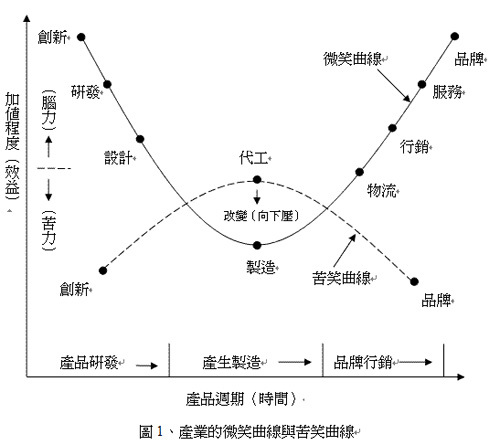 創新
品牌
微笑曲線
研發
服務
設計
代工
行銷
物流
改變（向下壓）
製造
創新
苦笑曲線
品牌
加值程度（效益）
（腦力）
（苦力）
產品研發
產生製造
品牌行銷
產品週期（時間）
圖 1、產業的微笑曲線與苦笑曲線